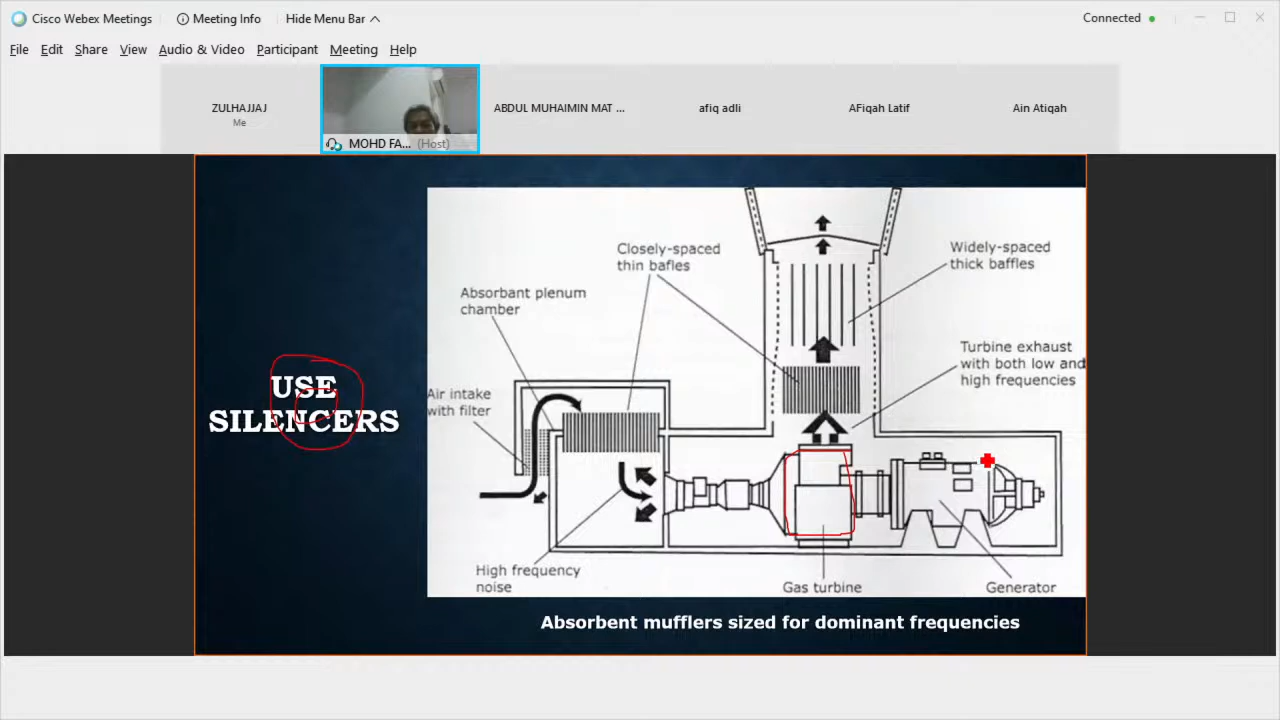 Cisco Webex Meetings
Meeting Info
Hide Menu Bar
Connected
File Edit Share View Audio & Video Participant Meeting Help
ZULHAJJAJ
Me
MOHD FA... (Host)
ABDUL MUHAIMIN MAT ...
afiq adli
AFiqah Latif
Ain Atiqah
USE
SILENCERS
Closely-spaced
thin bafles
Widely-spaced
thick baffles
Absorbant plenum
chamber
Turbine exhaust
with both low and
high frequencies
Air intake
with filter
High frequency
noise
Gas turbine
Generator
Absorbent mufflers sized for dominant frequencies